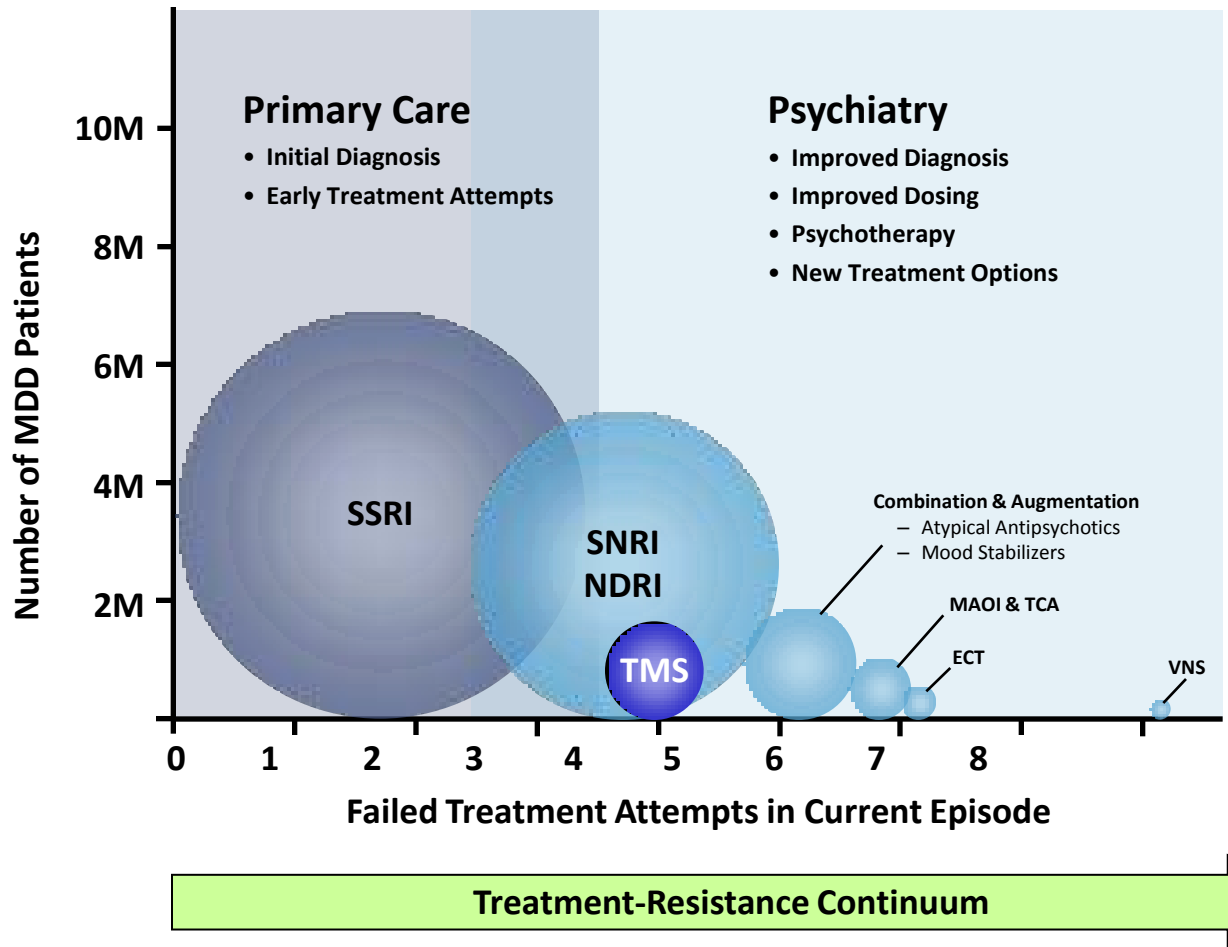 Primary Care
• Initial Diagnosis
• Early Treatment Attempts
Psychiatry
• Improved Diagnosis
• Improved Dosing
• Psychotherapy
• New Treatment Options
Number of MDD Patients
10M
8M
6M
4M
2M
SSRI
SNRI
NDRI
TMS
Combination & Augmentation
– Atypical Antipsychotics
– Mood Stabilizers
MAOI & TCA
ECT
VNS
0 1 2 3 4 5 6 7 8
Failed Treatment Attempts in Current Episode
Treatment-Resistance Continuum